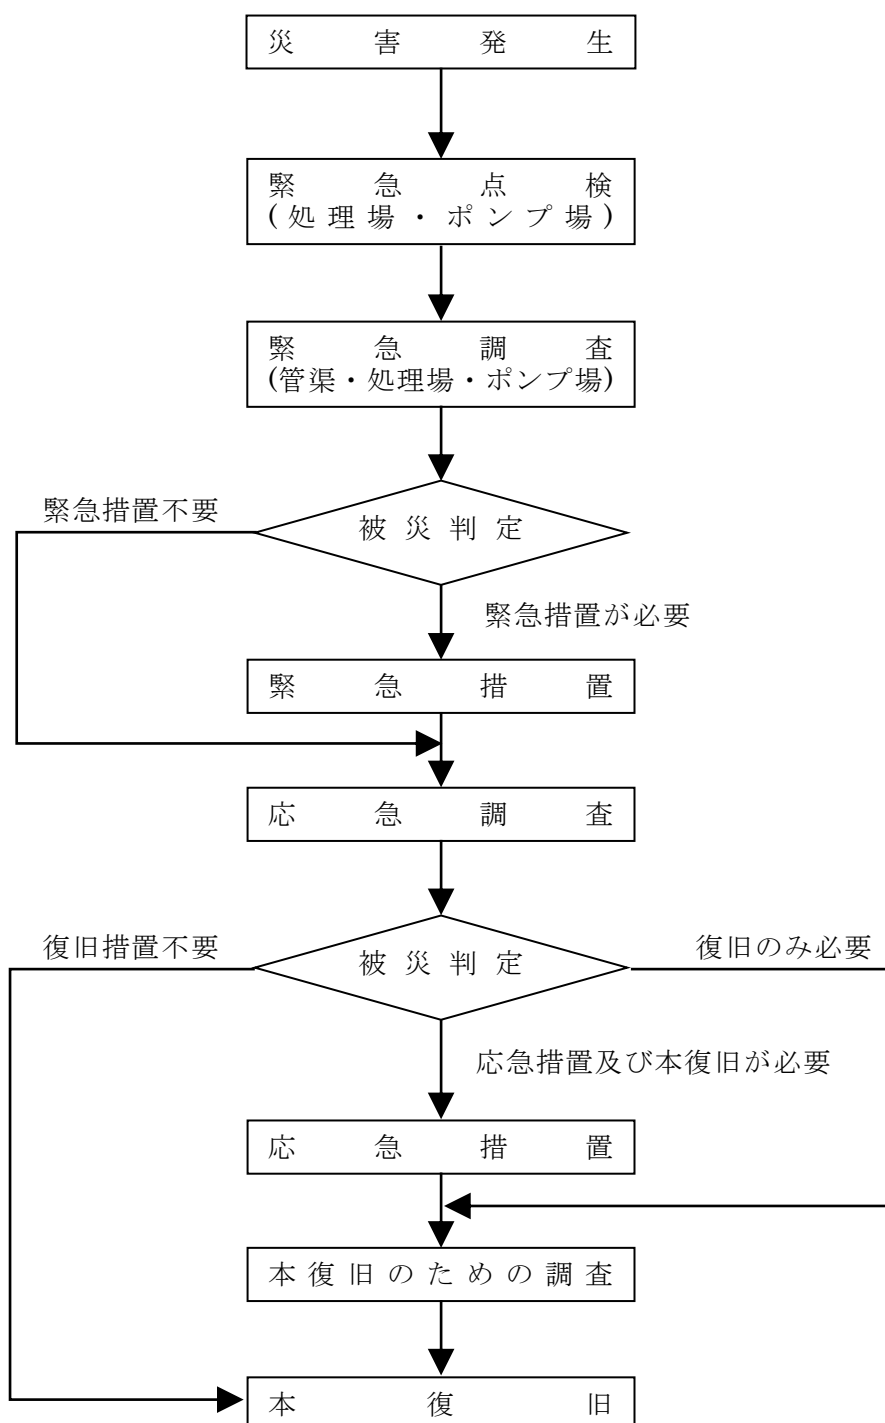 災害発生
緊急点検
(処理場・ポンプ場)
緊急調査
(管渠・処理場・ポンプ場)
緊急措置不要
被災判定
緊急措置が必要
緊急措置
応急調査
復旧措置不要
被災判定
復旧のみ必要
応急措置及び本復旧が必要
応急措置
本復旧のための調査
本復旧